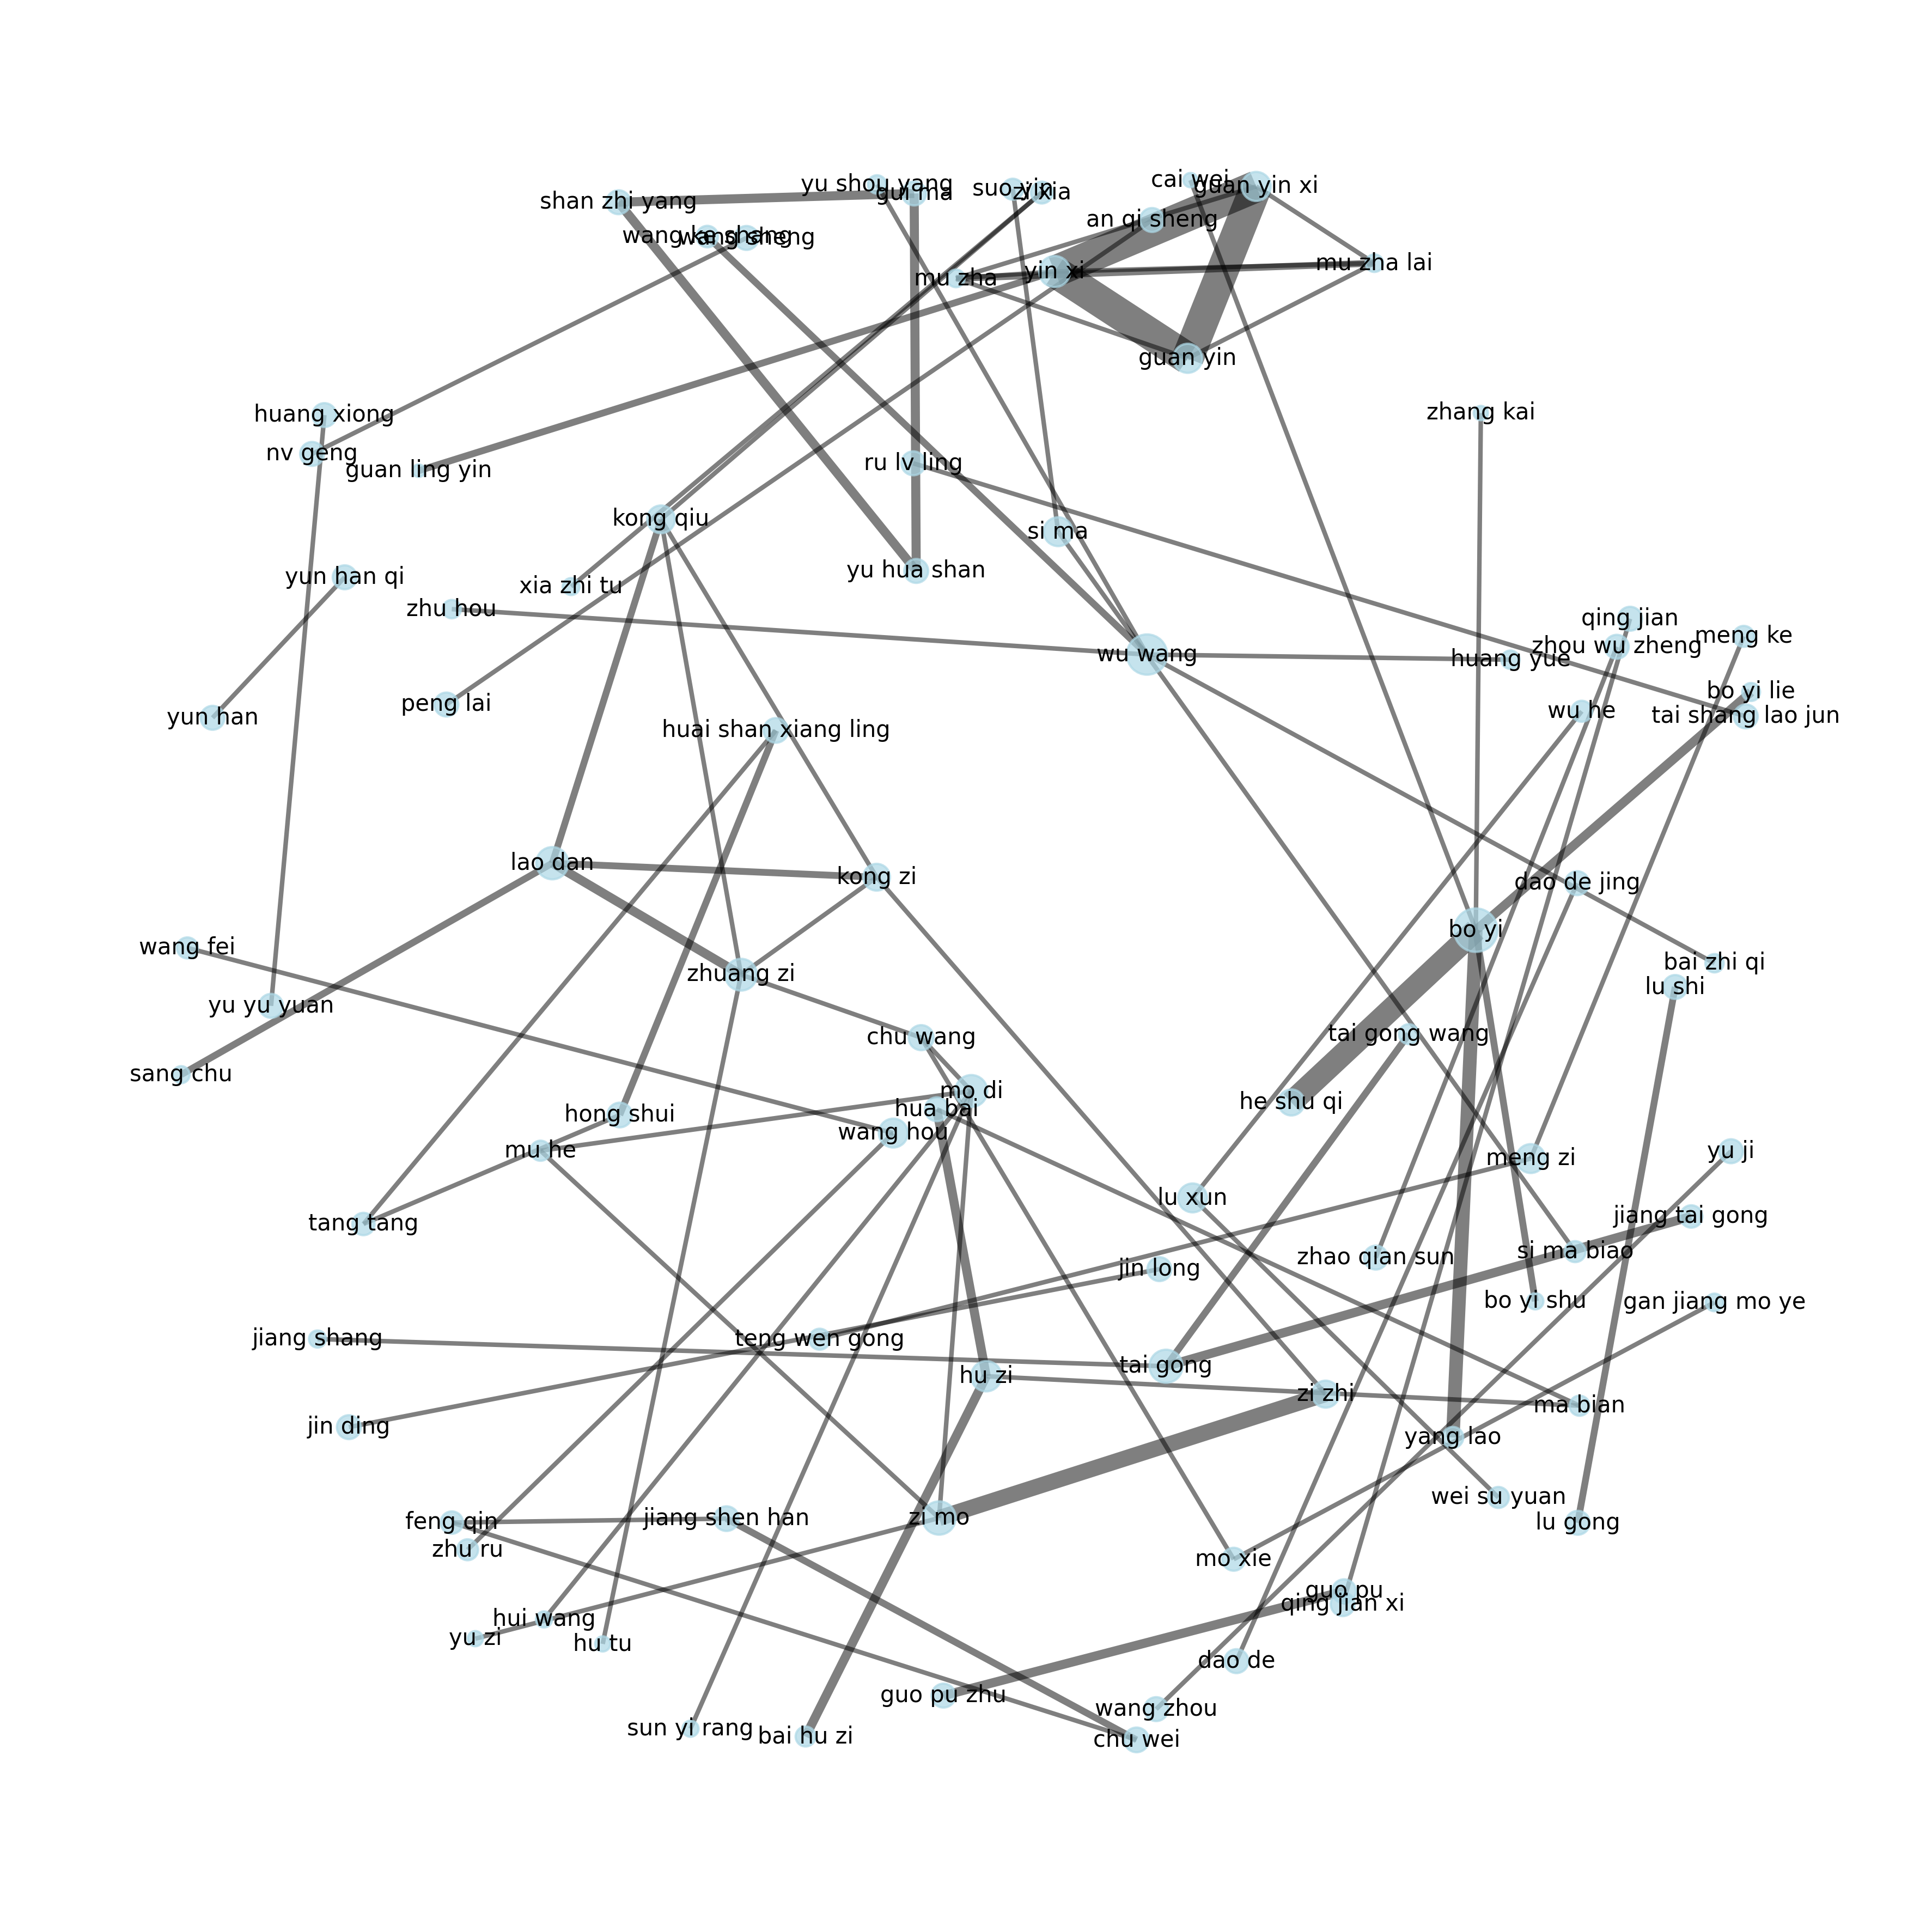 cai wei
yu shou yang
guan yin xi
suo yin
zi xia
gui ma
shan zhi yang
an qi sheng
wang ke shang
wang sheng
mu zha lai
yin xi
mu zha
guan yin
zhang kai
huang xiong
nv geng
ru lv ling
guan ling yin
kong qiu
si ma
yu hua shan
yun han qi
xia zhi tu
zhu hou
qing jian
meng ke
zhou wu zheng
wu wang
huang yue
bo yi lie
peng lai
wu he
tai shang lao jun
yun han
huai shan xiang ling
lao dan
kong zi
dao de jing
bo yi
wang fei
bai zhi qi
zhuang zi
lu shi
yu yu yuan
tai gong wang
chu wang
sang chu
mo di
he shu qi
hua bai
hong shui
wang hou
mu he
yu ji
meng zi
lu xun
jiang tai gong
tang tang
si ma biao
zhao qian sun
jin long
bo yi shu
gan jiang mo ye
jiang shang
teng wen gong
tai gong
hu zi
zi zhi
ma bian
jin ding
yang lao
wei su yuan
jiang shen han
zi mo
feng qin
lu gong
zhu ru
mo xie
guo pu
qing jian xi
hui wang
yu zi
hu tu
dao de
guo pu zhu
wang zhou
sun yi rang
bai hu zi
chu wei